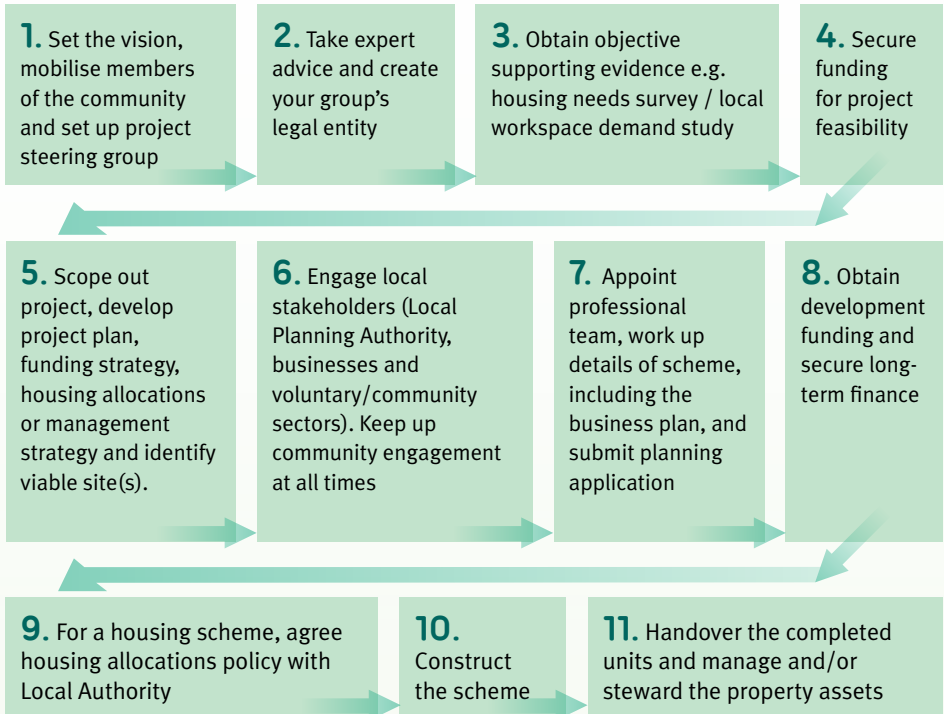 1. Set the vision,
mobilise members
of the community
and set up project
steering group
2. Take expert
advice and create
your group's
legal entity
3. Obtain objective
supporting evidence e.g.
housing needs survey / local
workspace demand study
4. Secure
funding
for project
feasibility
5. Scope out
project, develop
project plan,
funding strategy,
housing allocations
or management
strategy and identify
viable site(s).
6. Engage local
stakeholders (Local
Planning Authority,
businesses and
voluntary/community
sectors). Keep up
community engagement
at all times
7. Appoint
professional
team, work up
details of scheme,
including the
business plan, and
submit planning
application
8. Obtain
development
funding and
secure long-
term finance
9. For a housing scheme, agree
housing allocations policy with
Local Authority
10.
Construct
the scheme
11. Handover the completed
units and manage and/or
steward the property assets